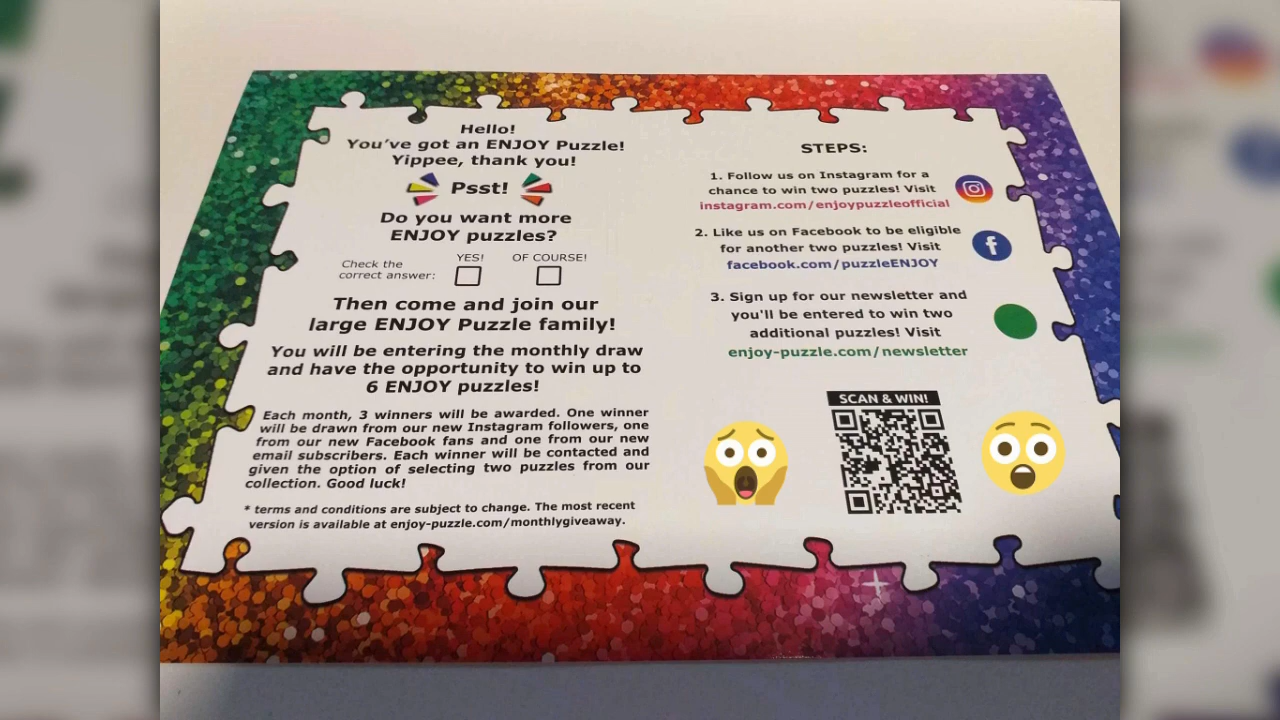 Hello!
You've got an ENJOY Puzzle!
Yippee, thank you!
Psst!
Do you want more
ENJOY puzzles?
Check the
correct answer:
YES!
OF COURSE!
Then come and join our
large ENJOY Puzzle family!
You will be entering the monthly draw
and have the opportunity to win up to
6 ENJOY puzzles!
Each month, 3 winners will be awarded. One winner
will be drawn from our new Instagram followers, one
from our new Facebook fans and one from our new
email subscribers. Each winner will be contacted and
given the option of selecting two puzzles from our
collection. Good luck!
* terms and conditions are subject to change. The most recent
version is available at enjoy-puzzle.com/monthlygiveaway.
STEPS:
1. Follow us on Instagram for a
chance to win two puzzles! Visit
instagram.com/enjoypuzzleofficial
2. Like us on Facebook to be eligible
for another two puzzles! Visit
facebook.com/puzzleENJOY
3. Sign up for our newsletter and
you'll be entered to win two
additional puzzles! Visit
enjoy-puzzle.com/newsletter
SCAN & WIN!